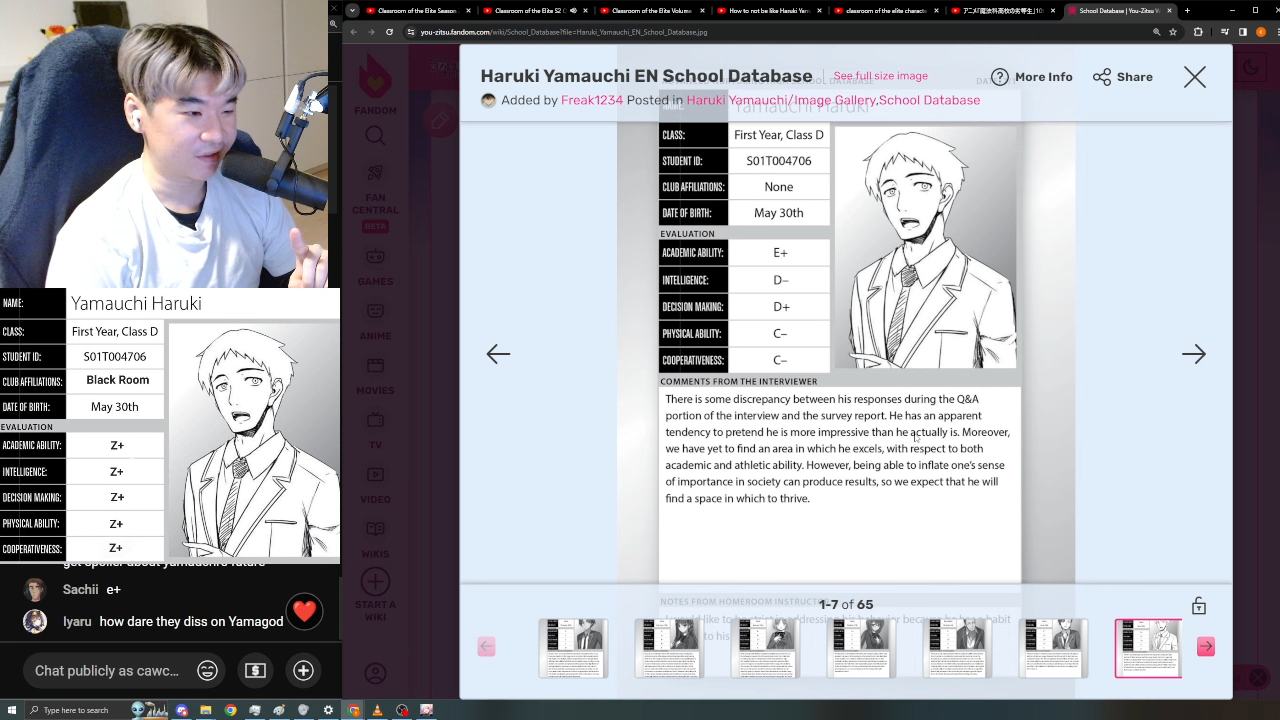 Classroom of the Elite Season
Classroom of the Elite S2 D
Classroom of the Elite Volume
How to not be like Haruki Yam
classroom of the elite characte
School Database | You-Zitsu W
you-zitsu.fandom.com/wiki/School_Database?file=Haruki_Yamauchi_EN_School_Database.jpg
Haruki Yamauchi EN School Database
See full size image
More Info
Share
Added by Freak1234 Posted in Haruki Yamauchi/Image Gallery,School Database
FANDOM
FAN
CENTRAL
BETA
GAMES
ANIME
MOVIES
TV
VIDEO
WIKIS
START A
WIKI
NAME: Yamauchi Haruki
CLASS: First Year, Class D
STUDENT ID: S01T004706
CLUB AFFILIATIONS: None
DATE OF BIRTH: May 30th
EVALUATION
ACADEMIC ABILITY: E+
INTELLIGENCE: D−
DECISION MAKING: D+
PHYSICAL ABILITY: C−
COOPERATIVENESS: C−
COMMENTS FROM THE INTERVIEWER
There is some discrepancy between his responses during the Q&A
portion of the interview and the survey report. He has an apparent
tendency to pretend he is more impressive than he actually is. Moreover,
we have yet to find an area in which he excels, with respect to both
academic and athletic ability. However, being able to inflate one's sense
of importance in society can produce results, so we expect that he will
find a space in which to thrive.
NOTES FROM HOMEROOM INSTRUCTOR
1-7 of 65
NAME: Yamauchi Haruki
CLASS: First Year, Class D
STUDENT ID: S01T004706
CLUB AFFILIATIONS: Black Room
DATE OF BIRTH: May 30th
EVALUATION
ACADEMIC ABILITY: Z+
INTELLIGENCE: Z+
DECISION MAKING: Z+
PHYSICAL ABILITY: Z+
COOPERATIVENESS: Z+
Sachii e+
Iyaru how dare they diss on Yamagod
Chat publicly as cawc...
Type here to search